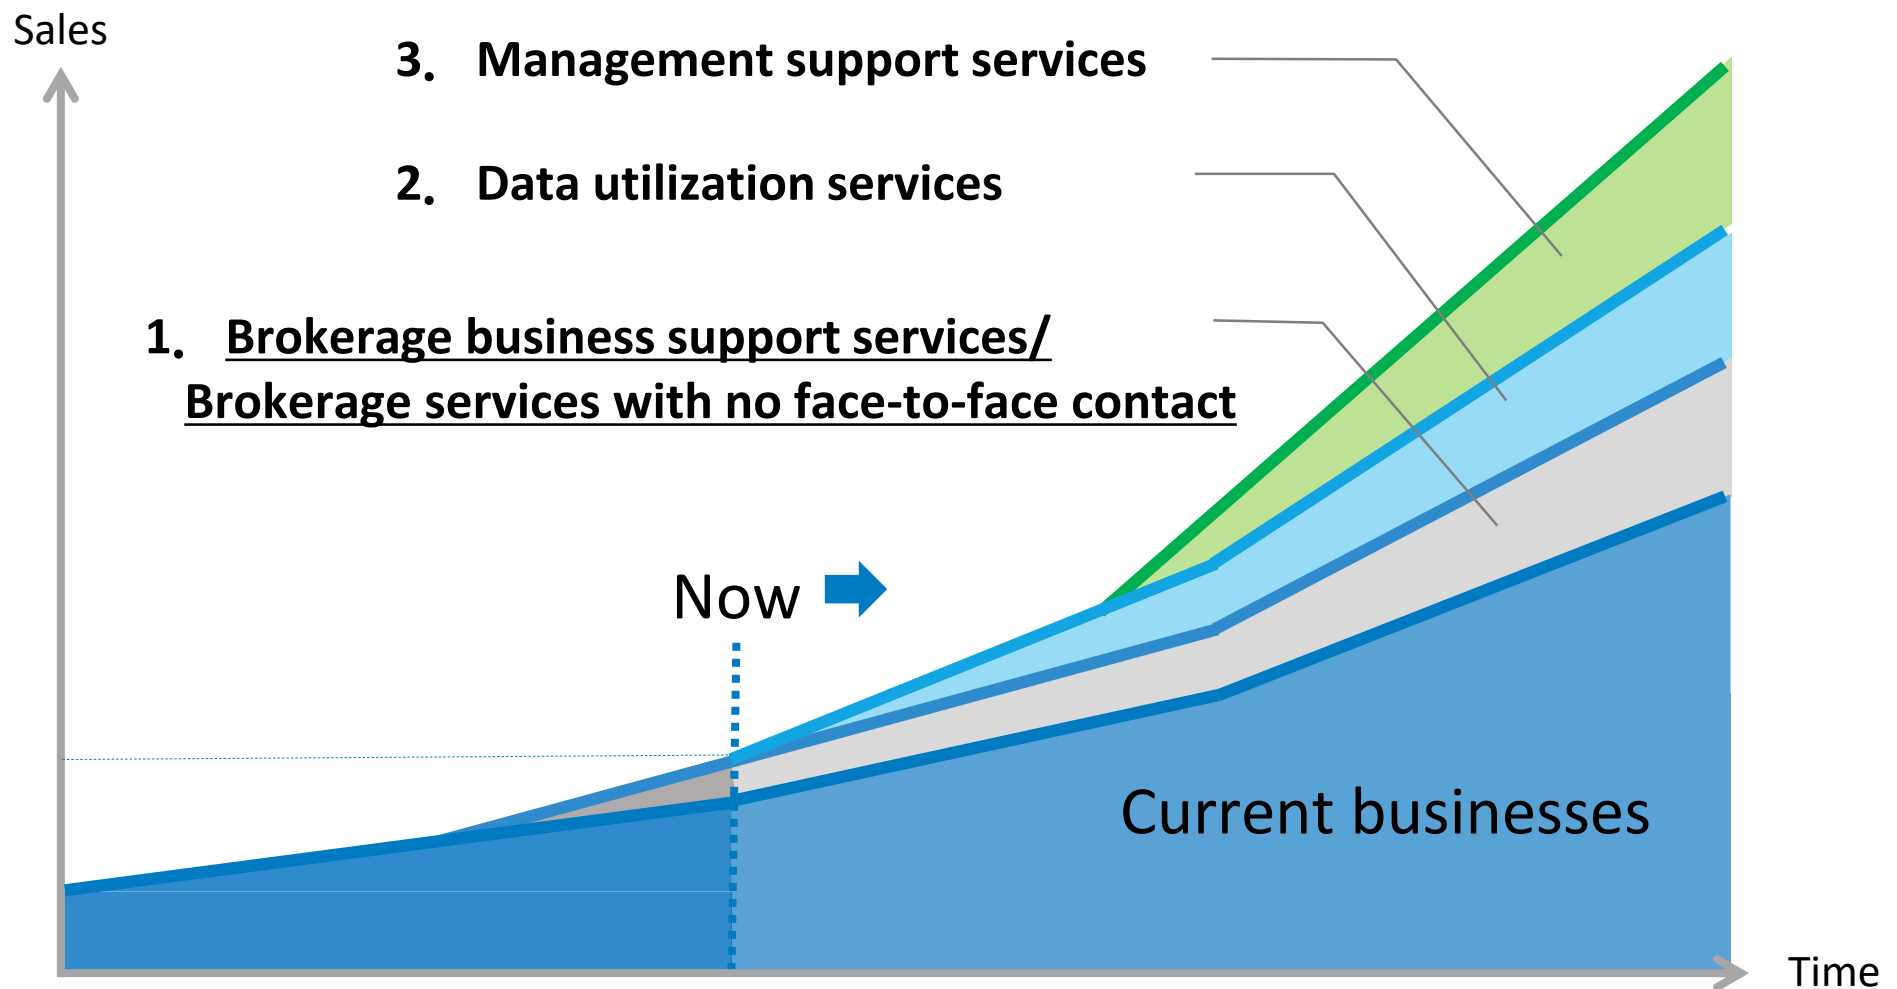 Sales
3. Management support services
2. Data utilization services
1. Brokerage business support services/
Brokerage services with no face-to-face contact
Now
Current businesses
Time